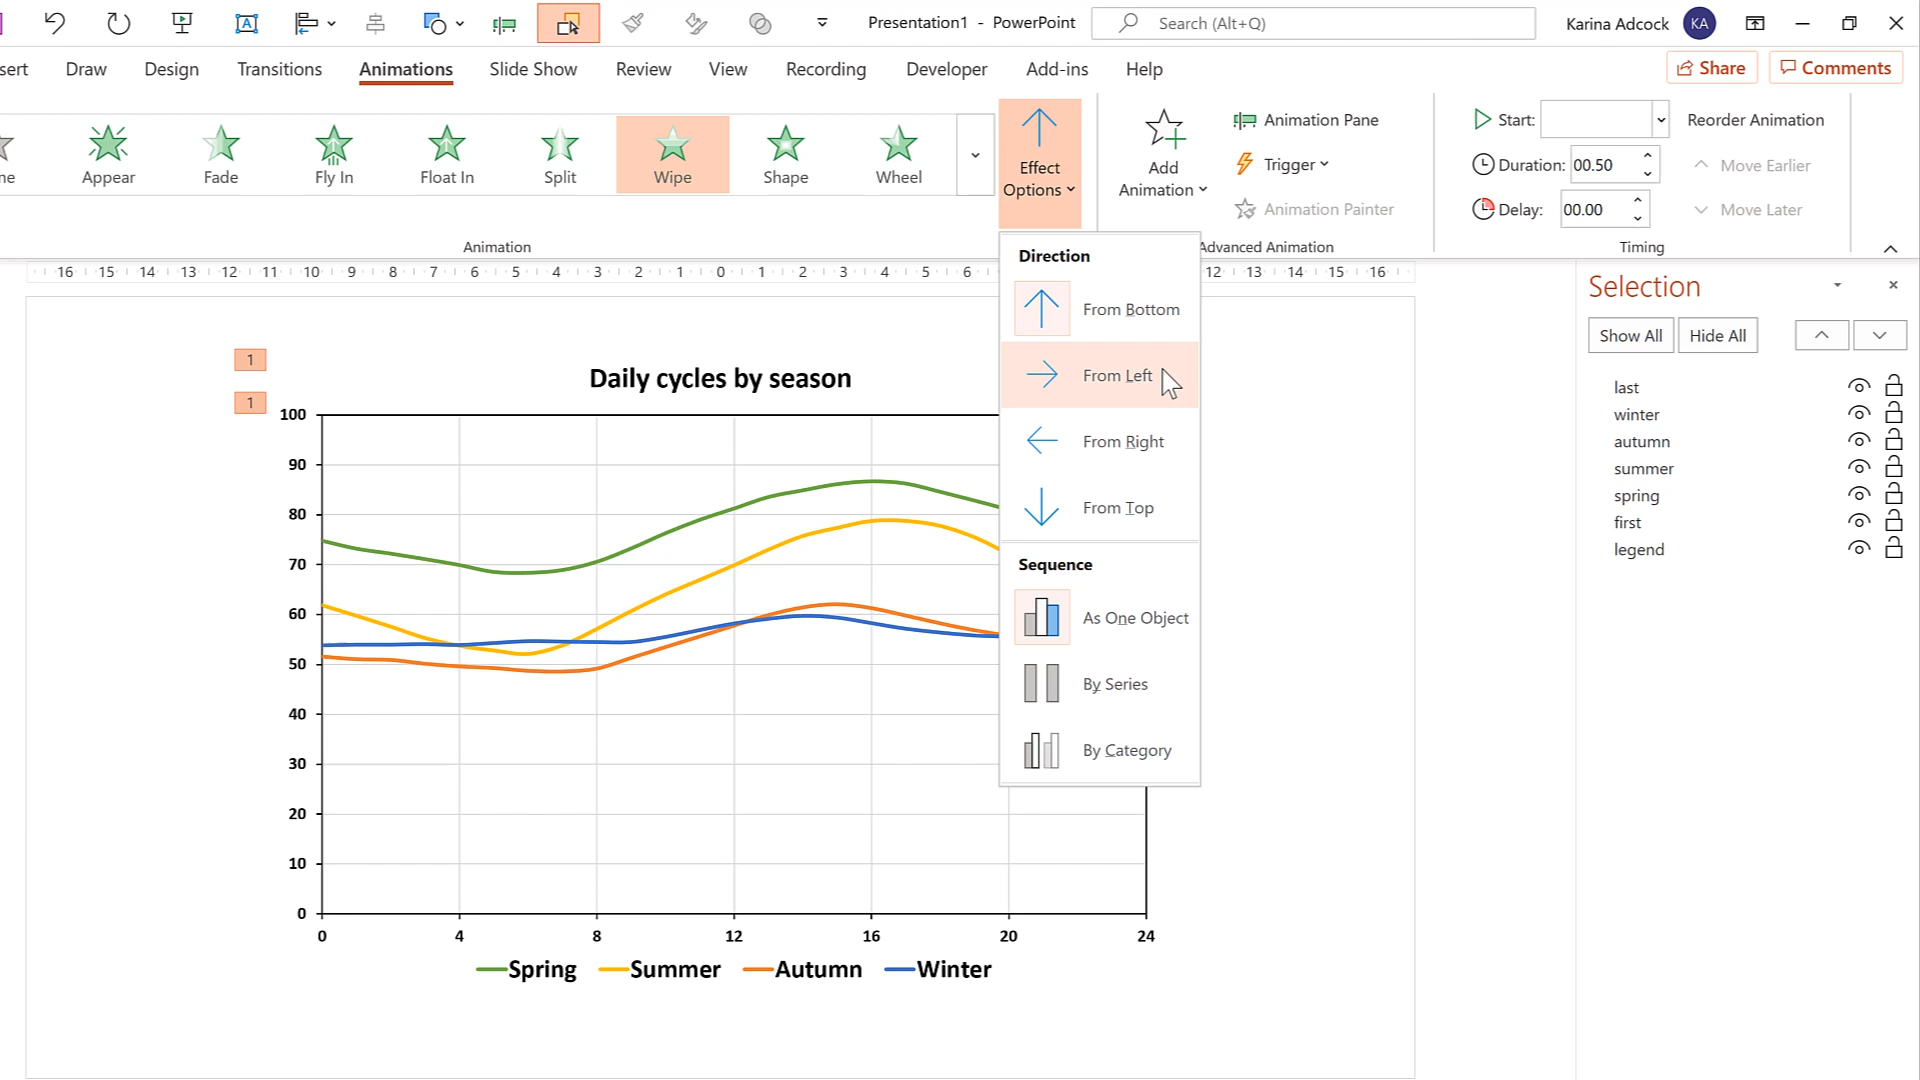 Presentation1 - PowerPoint
Search (Alt+Q)
Karina Adcock
KA
sert
Draw
Design
Transitions
Animations
Slide Show
Review
View
Recording
Developer
Add-ins
Help
Share
Comments
ne
Appear
Fade
Fly In
Float In
Split
Wipe
Shape
Wheel
Effect
Options
Add
Animation
Animation Pane
Trigger
Animation Painter
Start:
Duration: 00.50
Delay: 00.00
Reorder Animation
Move Earlier
Move Later
Animation
Advanced Animation
Timing
16 15 14 13 12 11 10 9 8 7 6 5 4 3 2 1 0 1 2 3 4 5 6
12 13 14 15 16
Direction
From Bottom
From Left
From Right
From Top
Sequence
As One Object
By Series
By Category
Selection
Show All
Hide All
last
winter
autumn
summer
spring
first
legend
1
1
Daily cycles by season
100
90
80
70
60
50
40
30
20
10
0
0 4 8 12 16 20 24
Spring Summer Autumn Winter